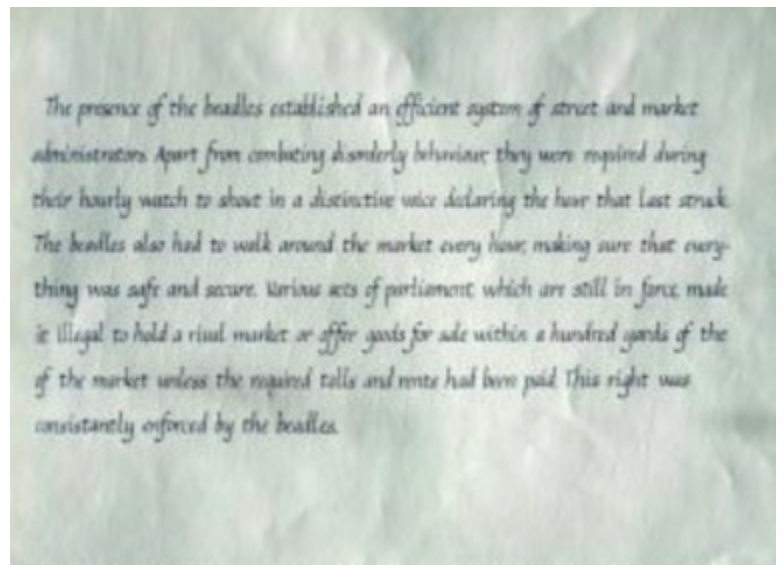 The presence of the beadles established an efficient system of street and market
administrators. Apart from combating disorderly behaviour, they were required during
their hourly watch to shout in a distinctive voice declaring the hour that last struck.
The beadles also had to walk around the market every hour, making sure that every-
thing was safe and secure. Various acts of parliament, which are still in force, made
it illegal to hold a rival market or offer goods for sale within a hundred yards of the
of the market unless the required tolls and rents had been paid. This right was
consistantly enforced by the beadles.